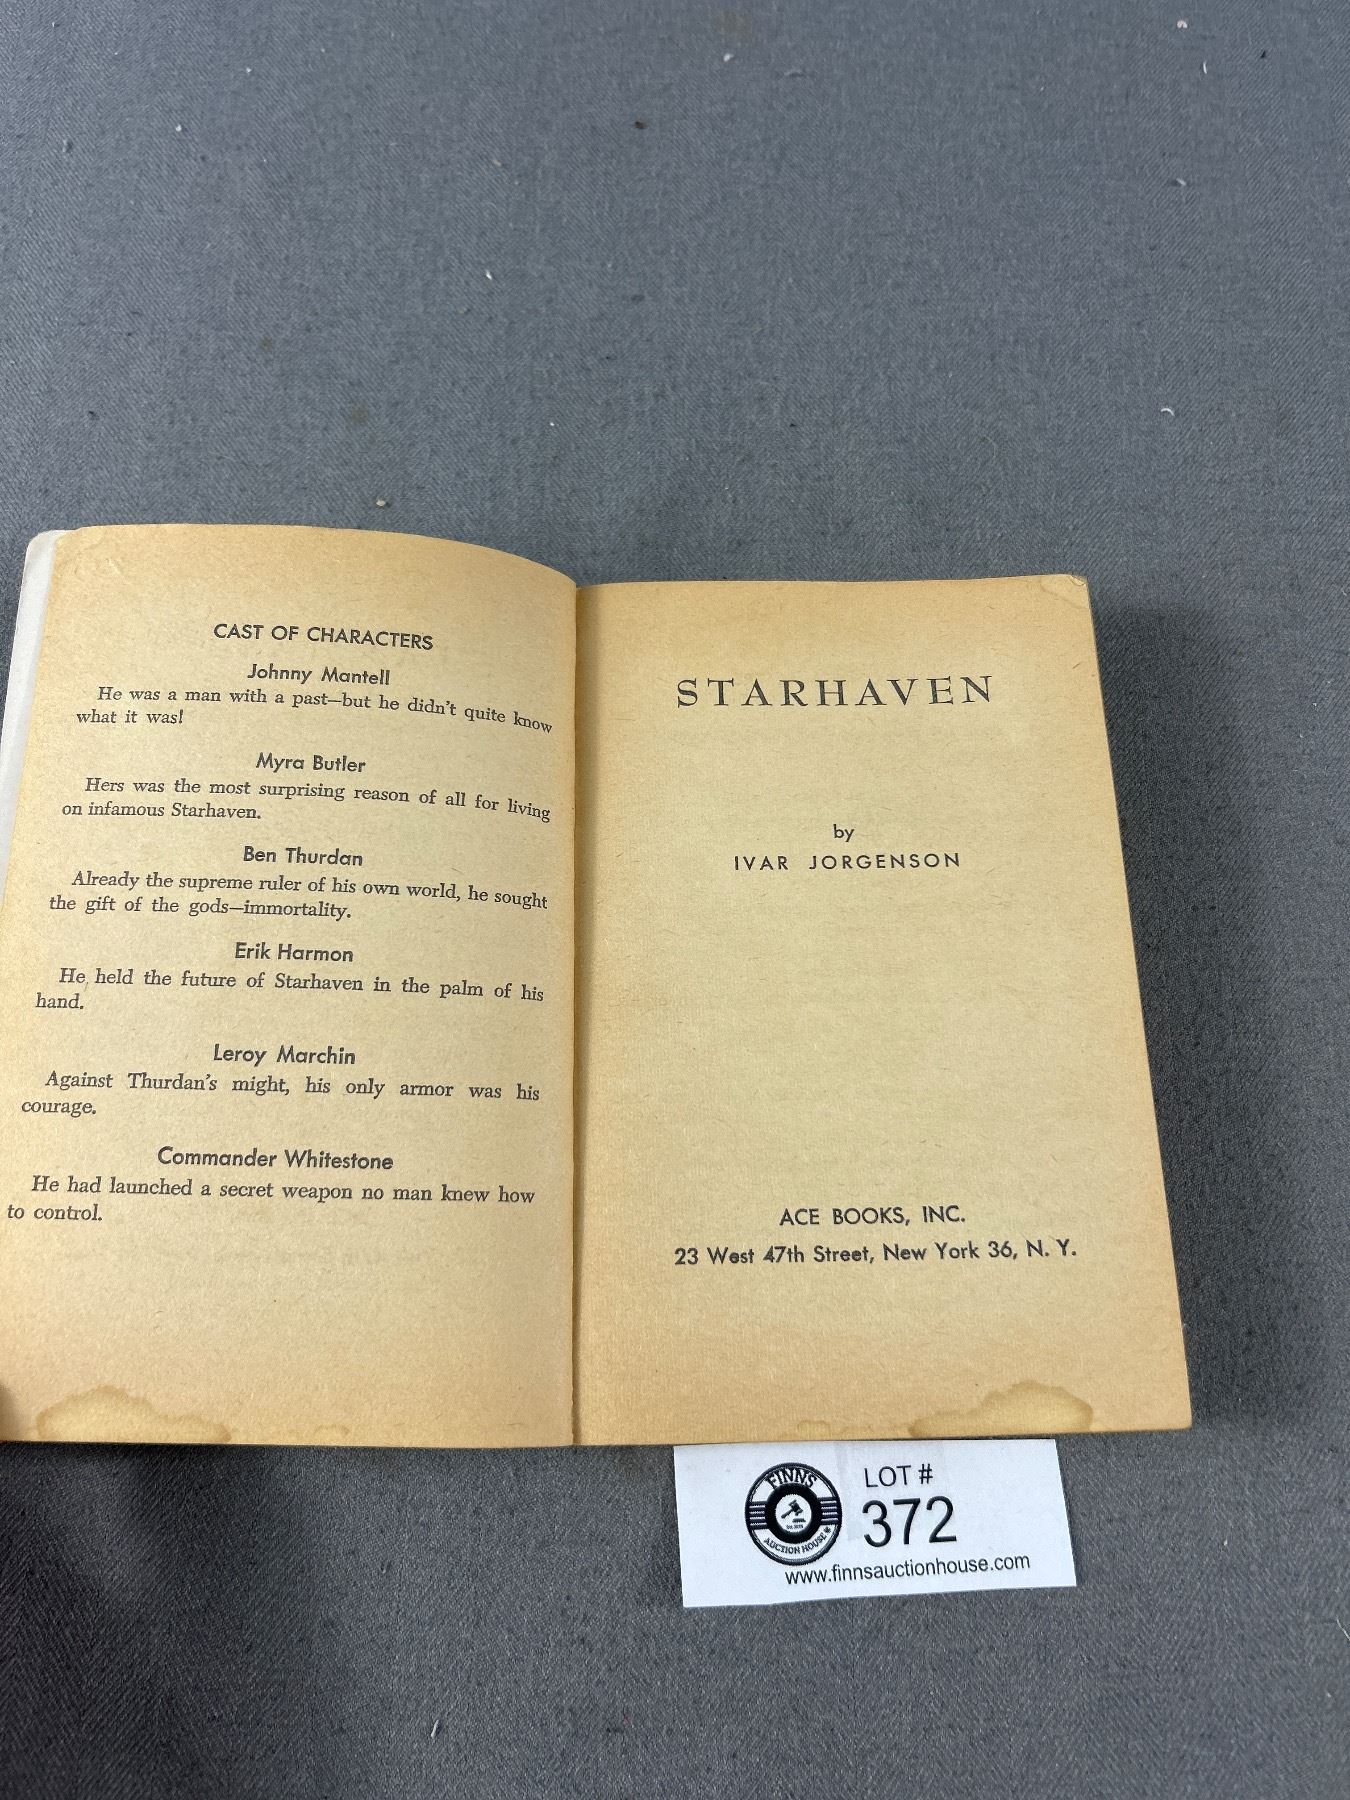 CAST OF CHARACTERS
Johnny Mantell
He was a man with a past—but he didn't quite know
what it was!
Myra Butler
Hers was the most surprising reason of all for living
on infamous Starhaven.
Ben Thurdan
Already the supreme ruler of his own world, he sought
the gift of the gods—immortality.
Erik Harmon
He held the future of Starhaven in the palm of his
hand.
Leroy Marchin
Against Thurdan's might, his only armor was his
courage.
Commander Whitestone
He had launched a secret weapon no man knew how
to control.
STARHAVEN
by
IVAR JORGENSON
ACE BOOKS, INC.
23 West 47th Street, New York 36, N. Y.
FINNS
AUCTION HOUSE
LOT #
372
www.finnsauctionhouse.com